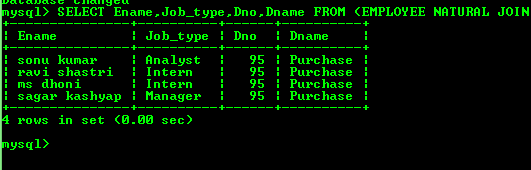 Database changed
mysql> SELECT Ename,Job_type,Dno,Dname FROM (EMPLOYEE NATURAL JOIN
+---------------+----------+------+----------+
| Ename         | Job_type | Dno  | Dname    |
+---------------+----------+------+----------+
| sonu kumar    | Analyst  |   95 | Purchase |
| ravi shastri  | Intern   |   95 | Purchase |
| ms dhoni      | Intern   |   95 | Purchase |
| sagar kashyap | Manager  |   95 | Purchase |
+---------------+----------+------+----------+
4 rows in set (0.00 sec)
mysql>